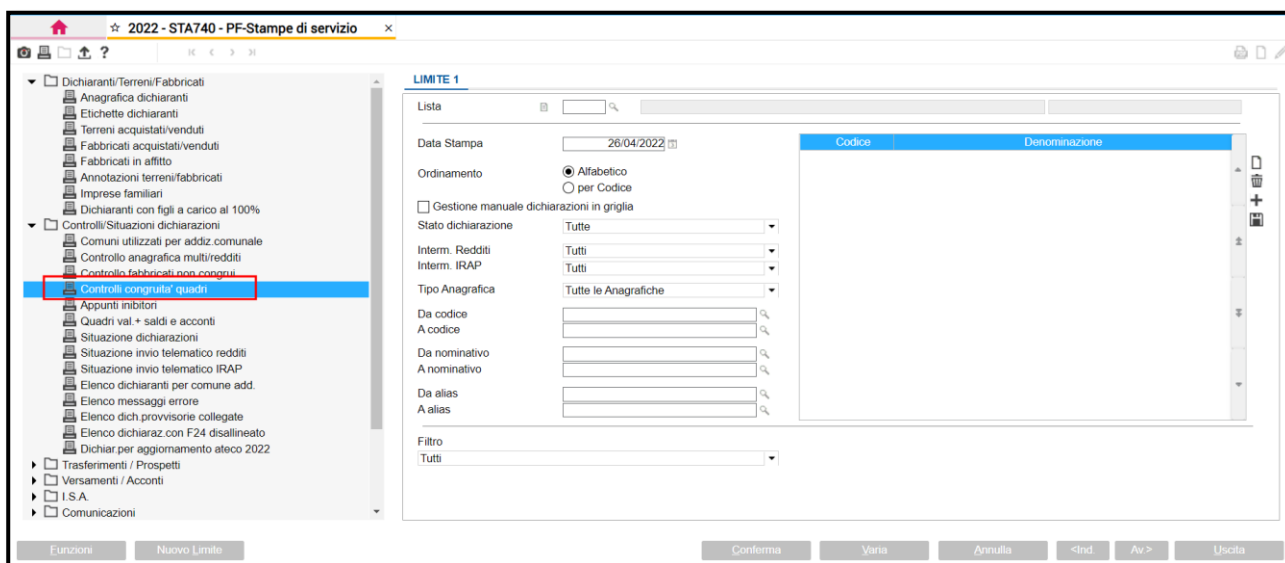 ☆ 2022 - STA740 - PF-Stampe di servizio ×
?
Dichiaranti/Terreni/Fabbricati
Anagrafica dichiaranti
Etichette dichiaranti
Terreni acquistati/venduti
Fabbricati acquistati/venduti
Fabbricati in affitto
Annotazioni terreni/fabbricati
Imprese familiari
Dichiaranti con figli a carico al 100%
Controlli/Situazioni dichiarazioni
Comuni utilizzati per addiz.comunale
Controllo anagrafica multi/redditi
Controllo fabbricati non congrui
Controlli congruita' quadri
Appunti inibitori
Quadri val.+ saldi e acconti
Situazione dichiarazioni
Situazione invio telematico redditi
Situazione invio telematico IRAP
Elenco dichiaranti per comune add.
Elenco messaggi errore
Elenco dich.provvisorie collegate
Elenco dichiaraz.con F24 disallineato
Dichiar.per aggiornamento ateco 2022
Trasferimenti / Prospetti
Versamenti / Acconti
I.S.A.
Comunicazioni
LIMITE 1
Lista
Data Stampa 26/04/2022
Ordinamento Alfabetico
per Codice
Gestione manuale dichiarazioni in griglia
Stato dichiarazione Tutte
Interm. Redditi Tutti
Interm. IRAP Tutti
Tipo Anagrafica Tutte le Anagrafiche
Da codice
A codice
Da nominativo
A nominativo
Da alias
A alias
Filtro
Tutti
Codice Denominazione
Funzioni Nuovo Limite Conferma Varia Annulla <Ind. Av.> Uscita